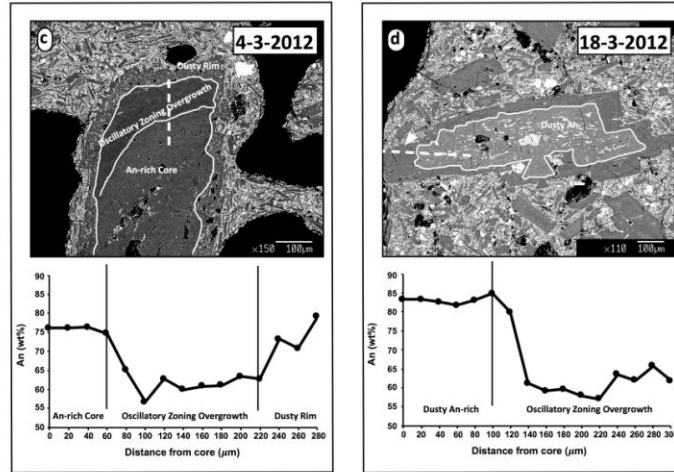 c
4-3-2012
Dusty Rim
Oscillatory Zoning Overgrowth
An-rich Core
×150 100µm
90
85
80
75
70
65
60
55
50
An (wt%)
An-rich Core
Oscillatory Zoning Overgrowth
Dusty Rim
0 20 40 60 80 100 120 140 160 180 200 220 240 260 280
Distance from core (µm)
d
18-3-2012
Dusty An
×110 100µm
90
85
80
75
70
65
60
55
50
An (wt%)
Dusty An-rich
Oscillatory Zoning Overgrowth
0 20 40 60 80 100 120 140 160 180 200 220 240 260 280 30
Distance from core (µm)